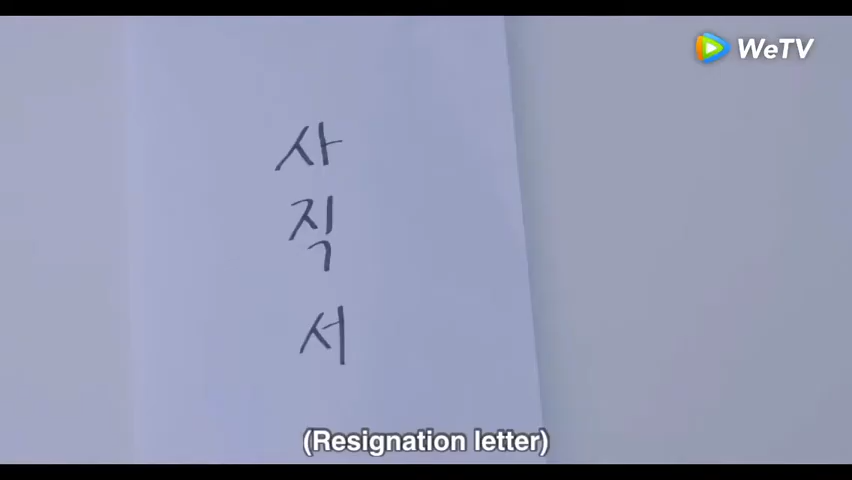 WeTV
사
직
서
(Resignation letter)